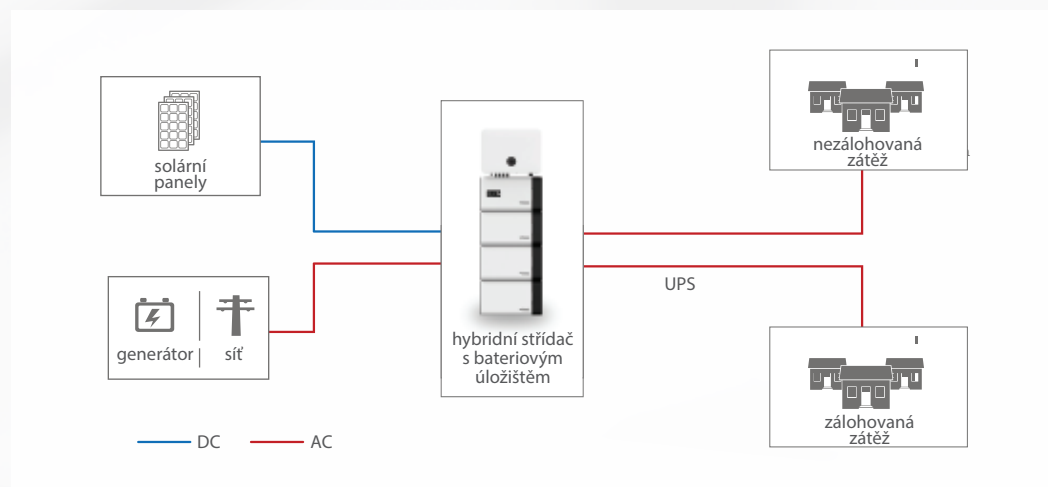 solární
panely
generátor | síť
hybridní střídač
s bateriovým
úložištěm
nezálohovaná
zátěž
UPS
zálohovaná
zátěž
DC
AC